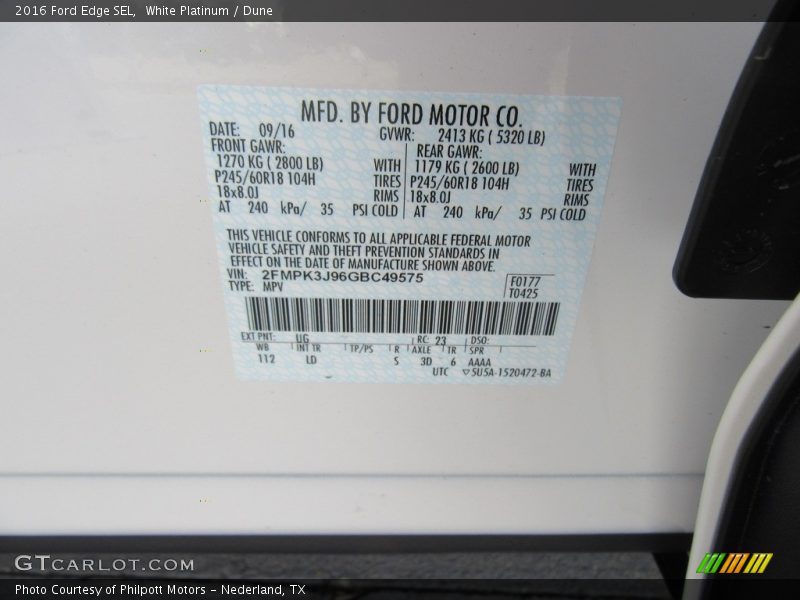 2016 Ford Edge SEL, White Platinum / Dune
MFD. BY FORD MOTOR CO.
DATE: 09/16 GVWR: 2413 KG ( 5320 LB)
FRONT GAWR: REAR GAWR:
1270 KG ( 2800 LB) WITH 1179 KG ( 2600 LB) WITH
P245/60R18 104H TIRES P245/60R18 104H TIRES
18x8.0J RIMS 18x8.0J RIMS
AT 240 kPa/ 35 PSI COLD AT 240 kPa/ 35 PSI COLD
THIS VEHICLE CONFORMS TO ALL APPLICABLE FEDERAL MOTOR
VEHICLE SAFETY AND THEFT PREVENTION STANDARDS IN
EFFECT ON THE DATE OF MANUFACTURE SHOWN ABOVE.
VIN: 2FMPK3J96GBC49575
TYPE: MPV
F0177
T0425
EXT PNT: UG RC: 23 DSO:
WB INT TR TP/PS R AXLE TR SPR
112 LD S 3D 6 AAAA
UTC ▽5U5A-1520472-BA
GTCARLOT.COM
Photo Courtesy of Philpott Motors - Nederland, TX